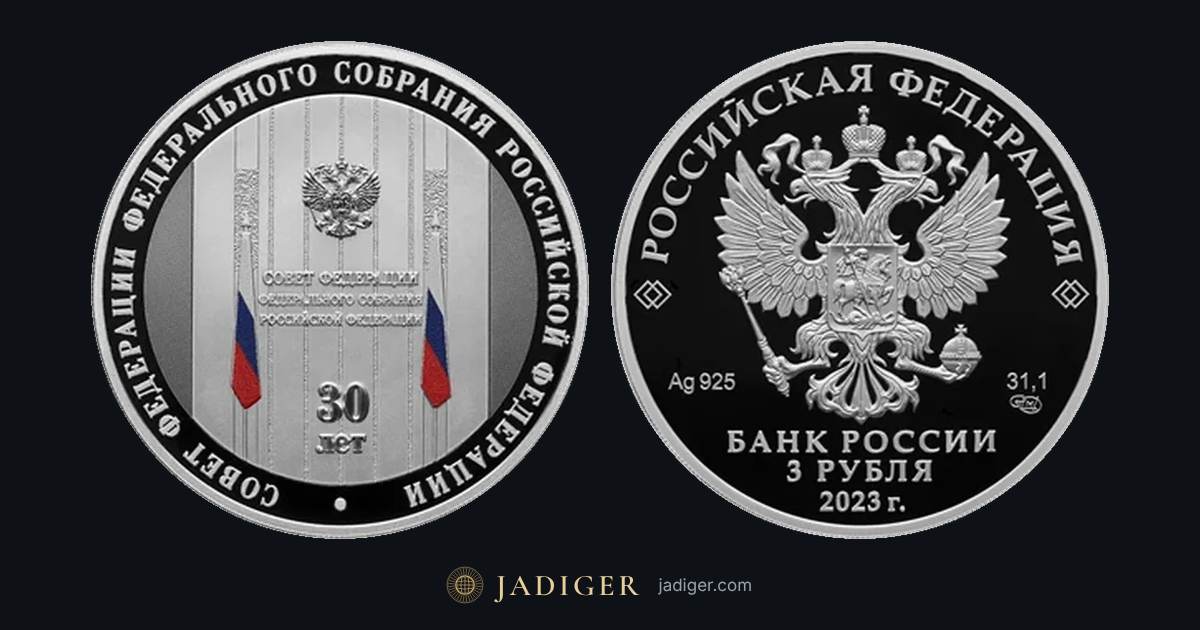 СОВЕТ ФЕДЕРАЦИИ ФЕДЕРАЛЬНОГО СОБРАНИЯ РОССИЙСКОЙ ФЕДЕРАЦИИ
СОВЕТ ФЕДЕРАЦИИ
ФЕДЕРАЛЬНОГО СОБРАНИЯ
РОССИЙСКОЙ ФЕДЕРАЦИИ
30
лет
РОССИЙСКАЯ ФЕДЕРАЦИЯ
Ag 925
31,1
БАНК РОССИИ
3 РУБЛЯ
2023 г.
JADIGER
jadiger.com